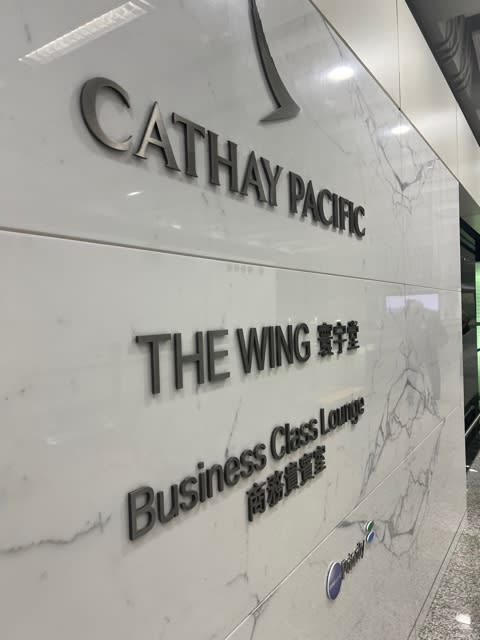 CATHAY PACIFIC
THE WING 寰宇堂
Business Class Lounge
商務貴賓室